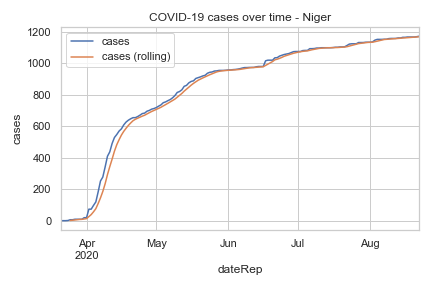 COVID-19 cases over time - Niger
cases
cases (rolling)
1200
1000
800
600
400
200
0
cases
Apr May Jun Jul Aug
2020
dateRep